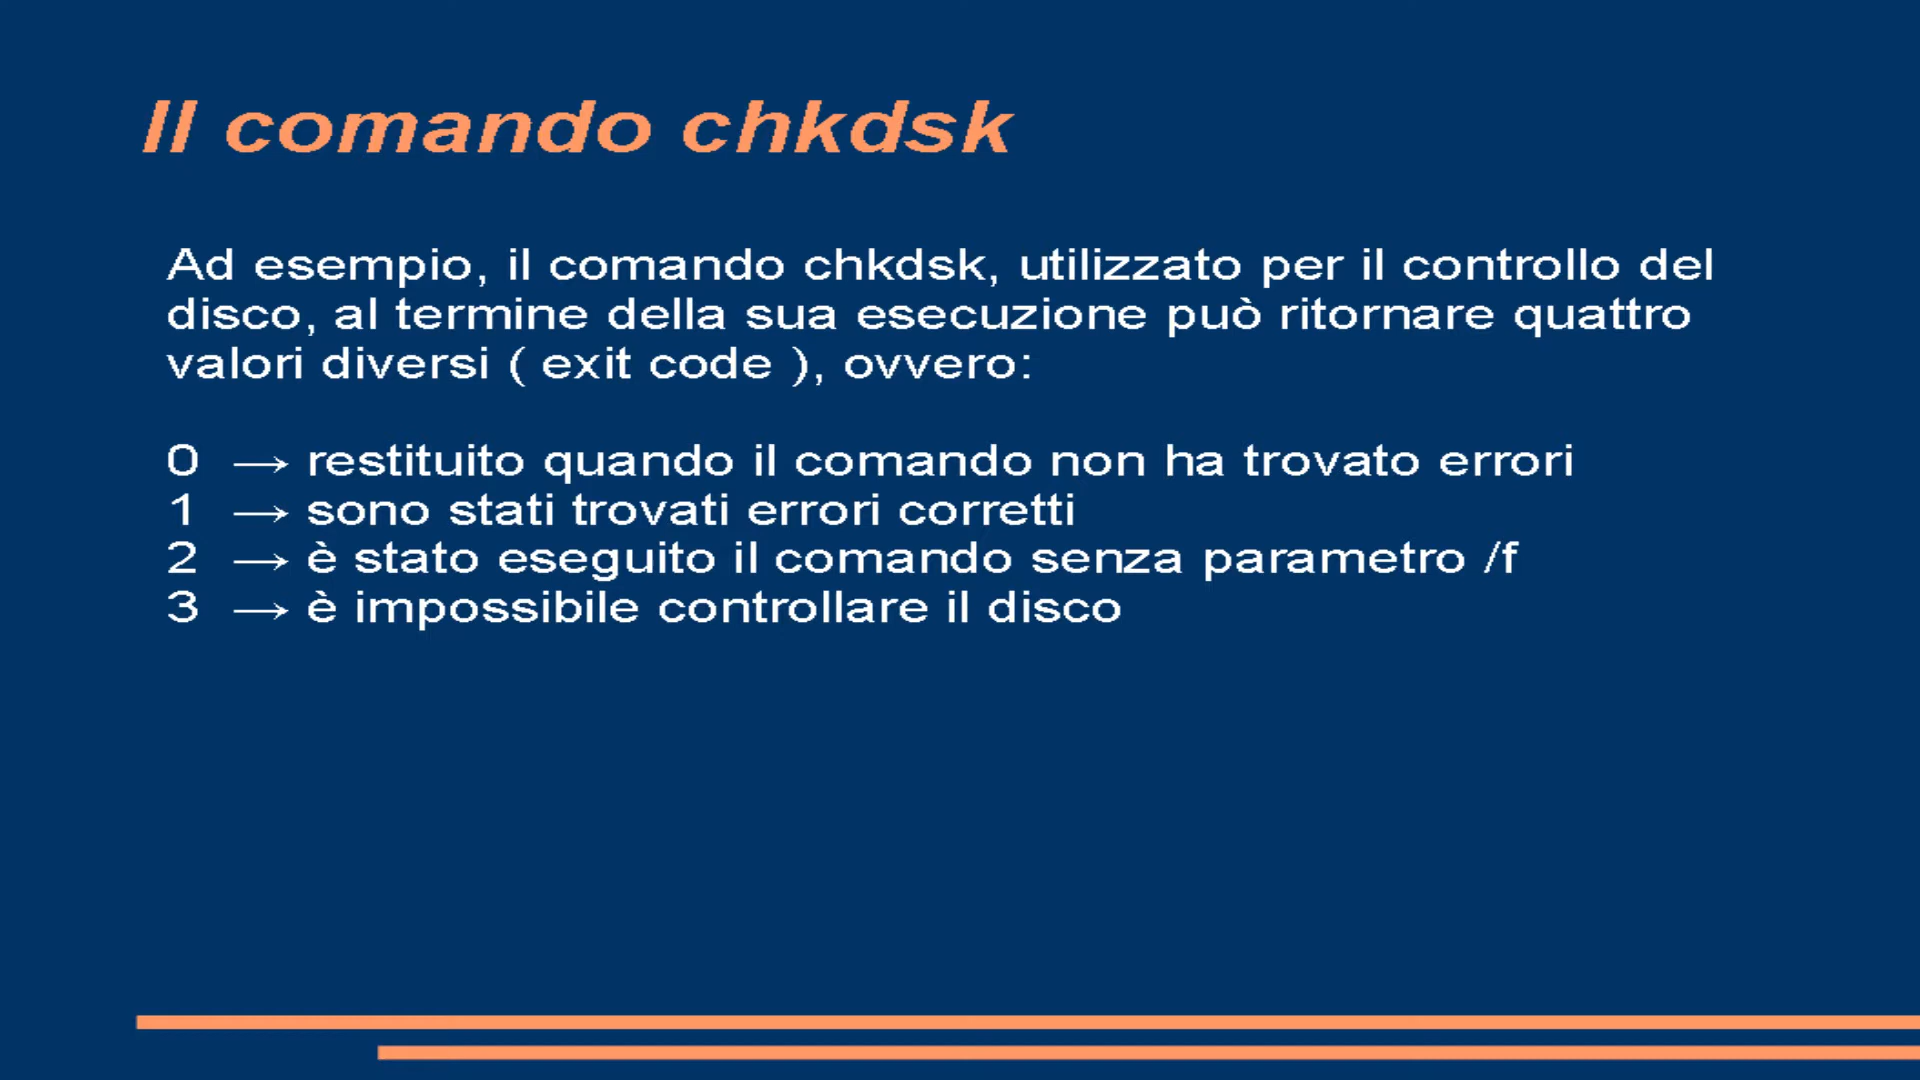 Il comando chkdsk
Ad esempio, il comando chkdsk, utilizzato per il controllo del
disco, al termine della sua esecuzione può ritornare quattro
valori diversi ( exit code ), ovvero:
0 → restituito quando il comando non ha trovato errori
1 → sono stati trovati errori corretti
2 → è stato eseguito il comando senza parametro /f
3 → è impossibile controllare il disco